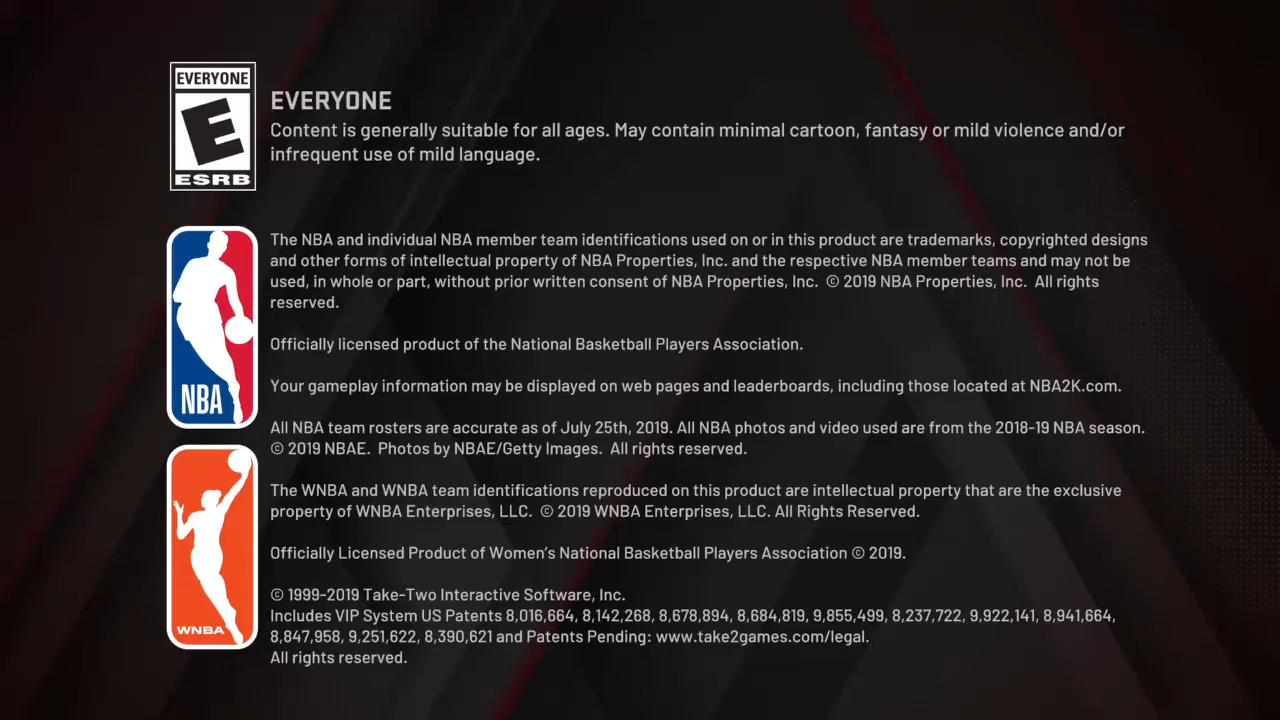 EVERYONE
E
ESRB
EVERYONE
Content is generally suitable for all ages. May contain minimal cartoon, fantasy or mild violence and/or
infrequent use of mild language.
The NBA and individual NBA member team identifications used on or in this product are trademarks, copyrighted designs
and other forms of intellectual property of NBA Properties, Inc. and the respective NBA member teams and may not be
used, in whole or part, without prior written consent of NBA Properties, Inc. © 2019 NBA Properties, Inc. All rights
reserved.
Officially licensed product of the National Basketball Players Association.
Your gameplay information may be displayed on web pages and leaderboards, including those located at NBA2K.com.
NBA
All NBA team rosters are accurate as of July 25th, 2019. All NBA photos and video used are from the 2018-19 NBA season.
© 2019 NBAE. Photos by NBAE/Getty Images. All rights reserved.
The WNBA and WNBA team identifications reproduced on this product are intellectual property that are the exclusive
property of WNBA Enterprises, LLC. © 2019 WNBA Enterprises, LLC. All Rights Reserved.
Officially Licensed Product of Women's National Basketball Players Association © 2019.
© 1999-2019 Take-Two Interactive Software, Inc.
Includes VIP System US Patents 8,016,664, 8,142,268, 8,678,894, 8,684,819, 9,855,499, 8,237,722, 9,922,141, 8,941,664,
WNBA
8,847,958, 9,251,622, 8,390,621 and Patents Pending: www.take2games.com/legal.
All rights reserved.